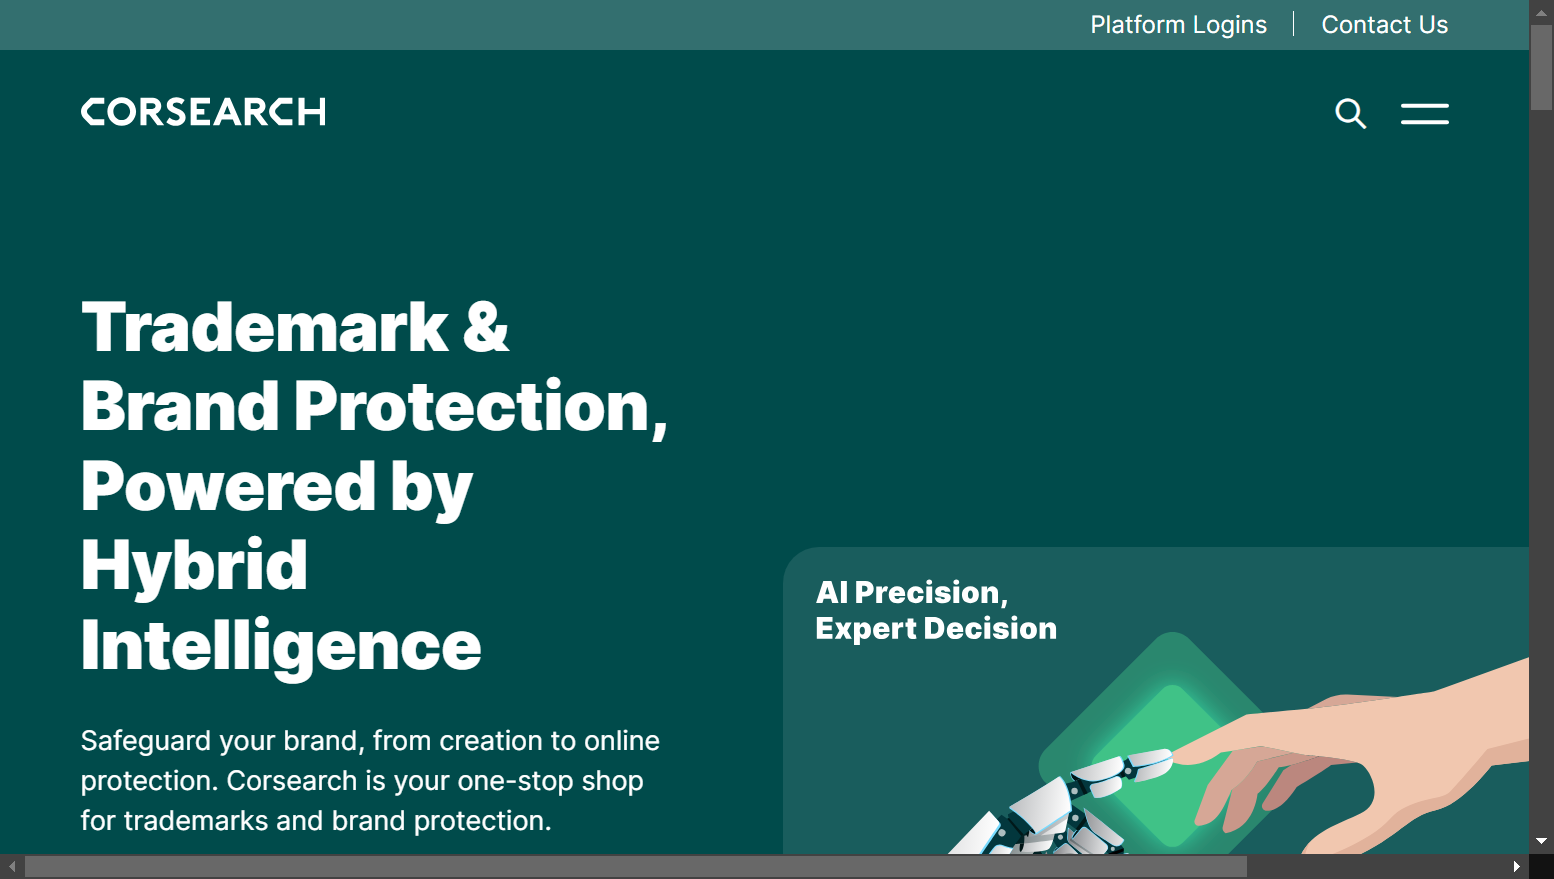 Platform Logins
Contact Us
CORSEARCH
Trademark &
Brand Protection,
Powered by
Hybrid
Intelligence
Safeguard your brand, from creation to online
protection. Corsearch is your one-stop shop
for trademarks and brand protection.
AI Precision,
Expert Decision